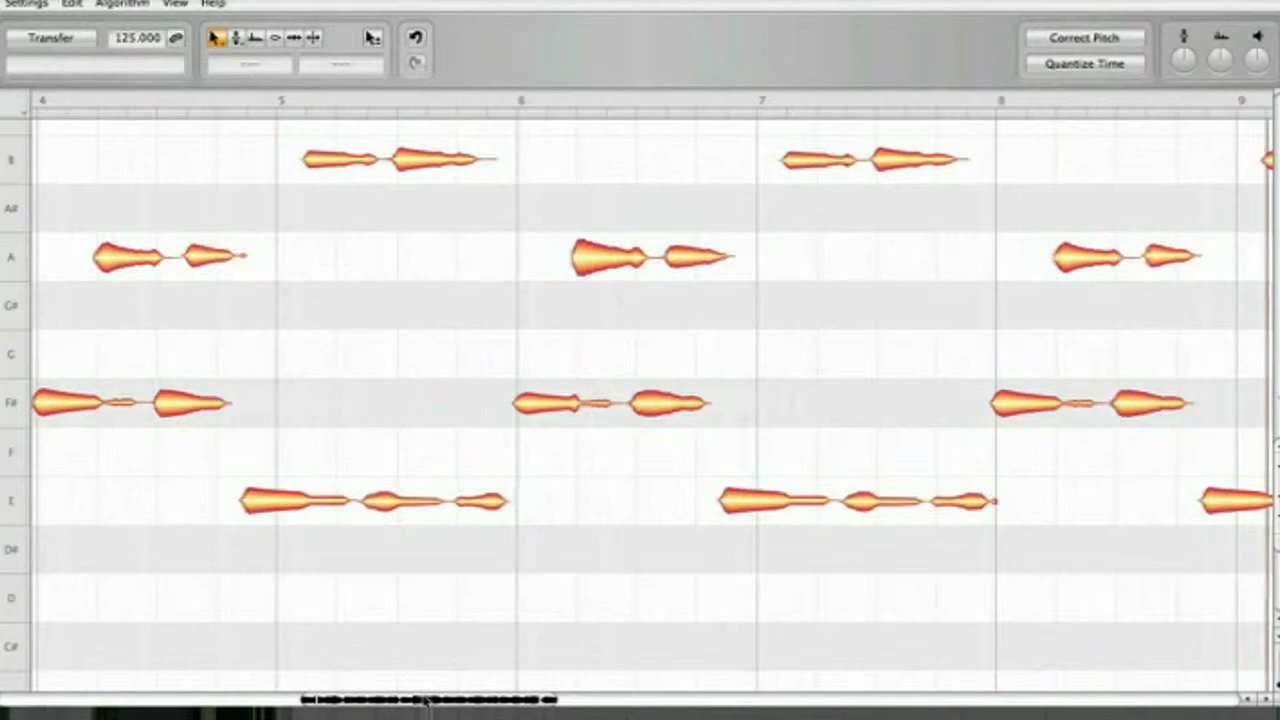 Settings Edit Algorithm View Help
Transfer 125.000 Correct Pitch
Quantize Time
4 5 6 7 8 9
B
A#
A
G#
F#
F
E
D#
D
C#